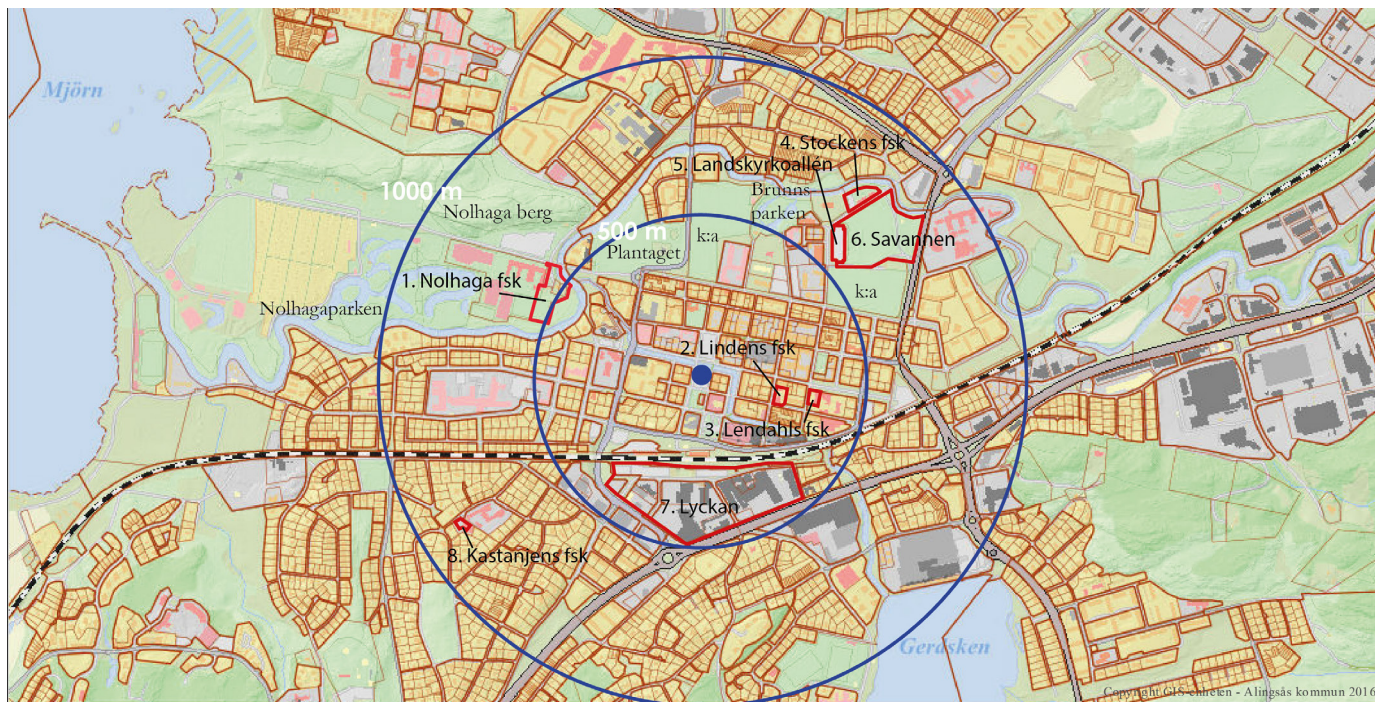 Mjörn
4. Stockens fsk
5. Landskyrkoallén
1000 m
Brunns
parken
Nolhaga berg
500 m
k:a
6. Savannen
Plantaget
1. Nolhaga fsk
k:a
Nolhagaparken
2. Lindens fsk
3. Lendahls fsk
7. Lyckan
8. Kastanjens fsk
Gerdsken
Copyright GIS-enheten - Alingsås kommun 2016